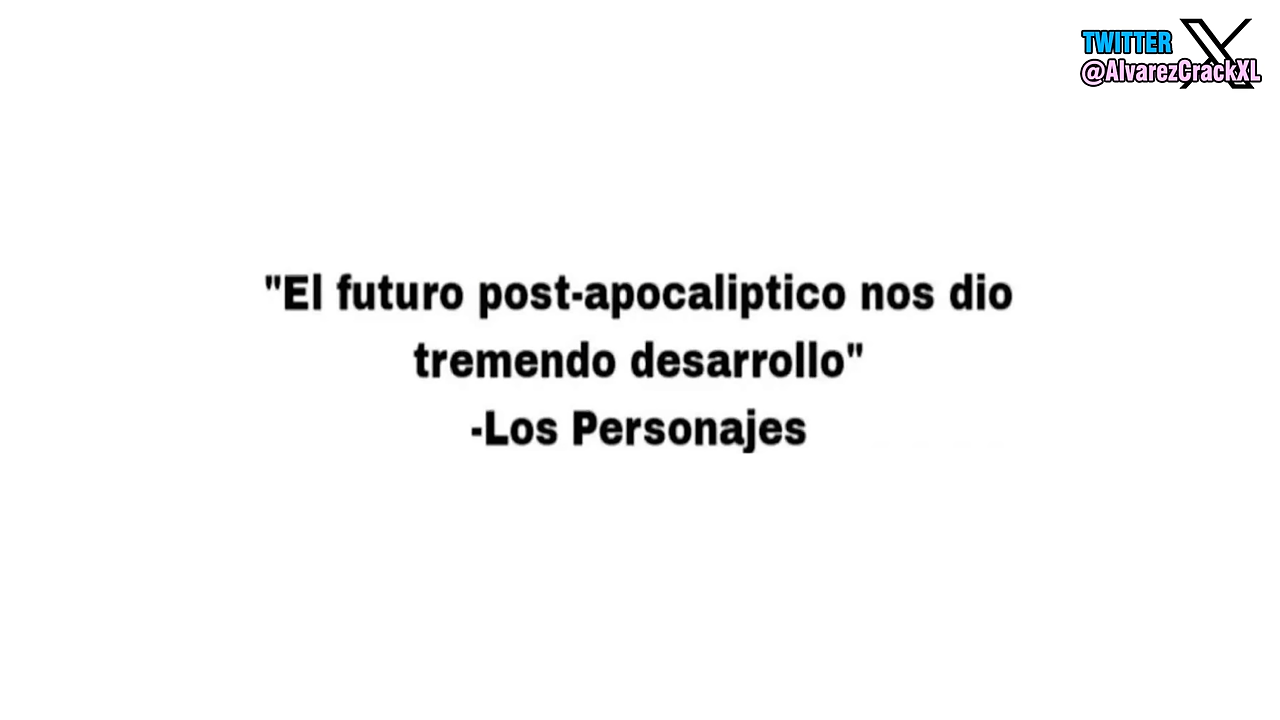 TWITTER
@AlvarezCrackXL
"El futuro post-apocaliptico nos dio
tremendo desarrollo"
-Los Personajes